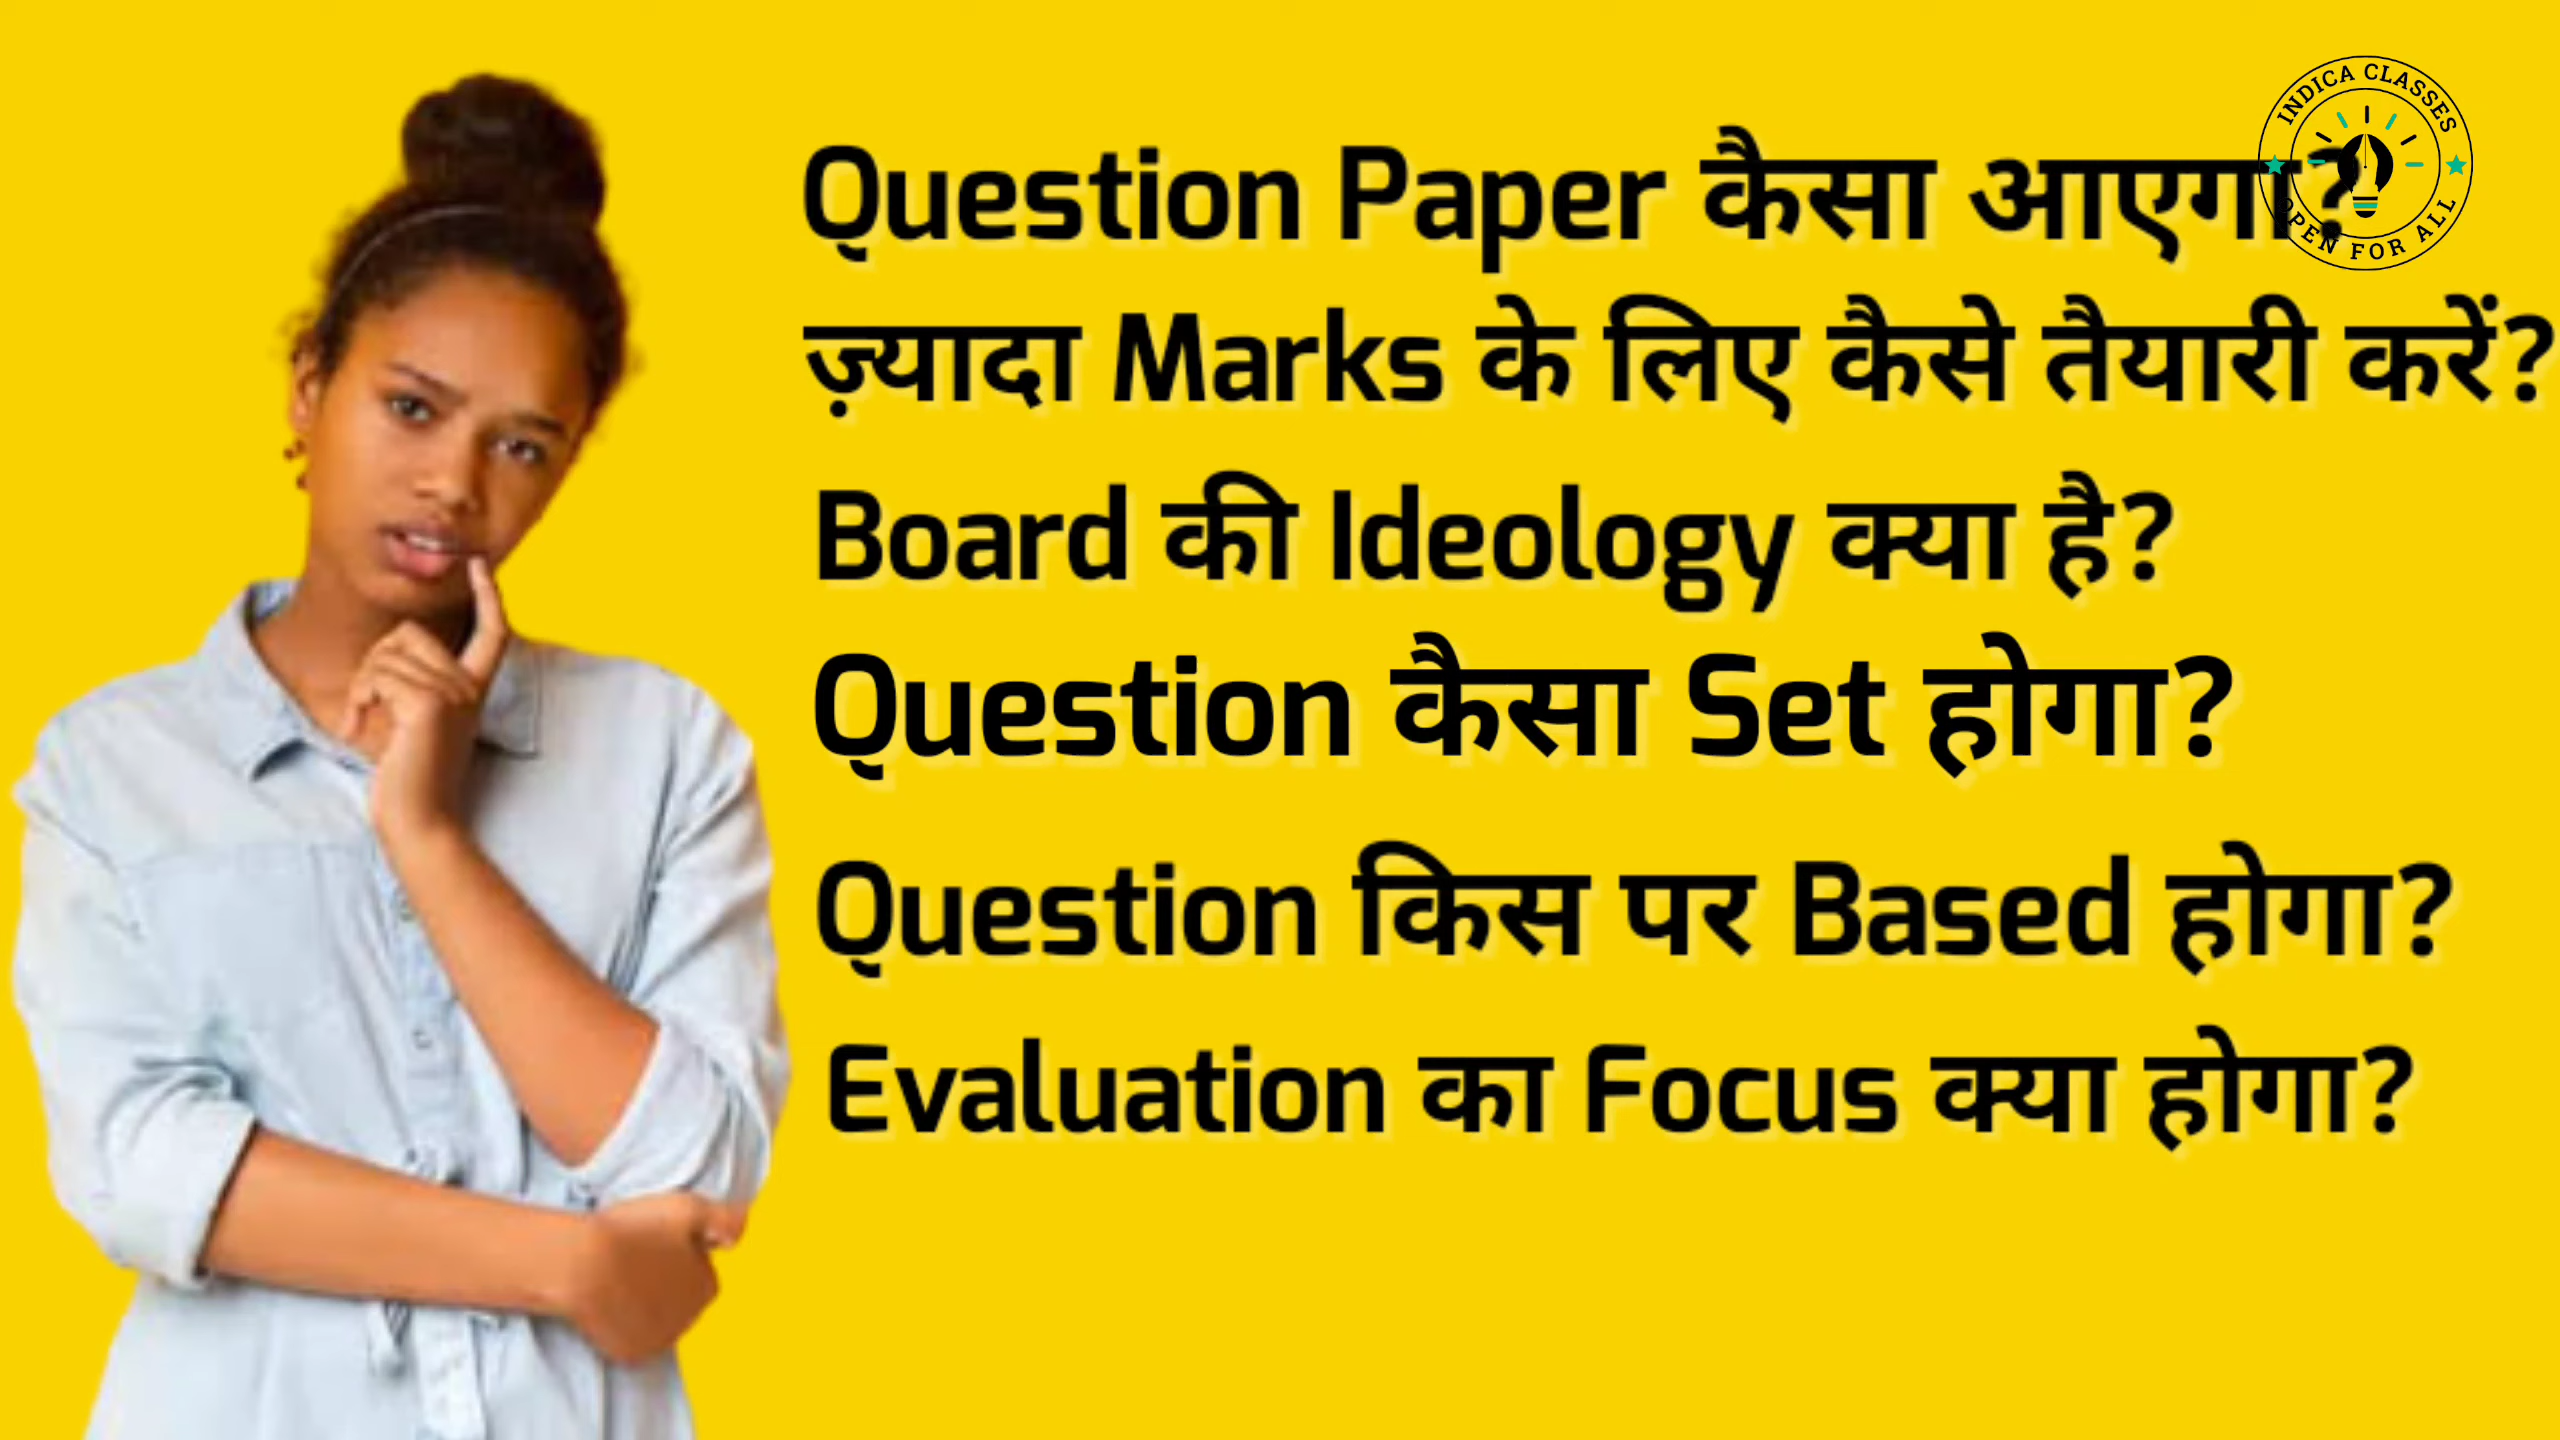 INDICA CLASSES
OPEN FOR ALL
Question Paper कैसा आएगा?
ज़्यादा Marks के लिए कैसे तैयारी करें?
Board की Ideology क्या है?
Question कैसा Set होगा?
Question किस पर Based होगा?
Evaluation का Focus क्या होगा?